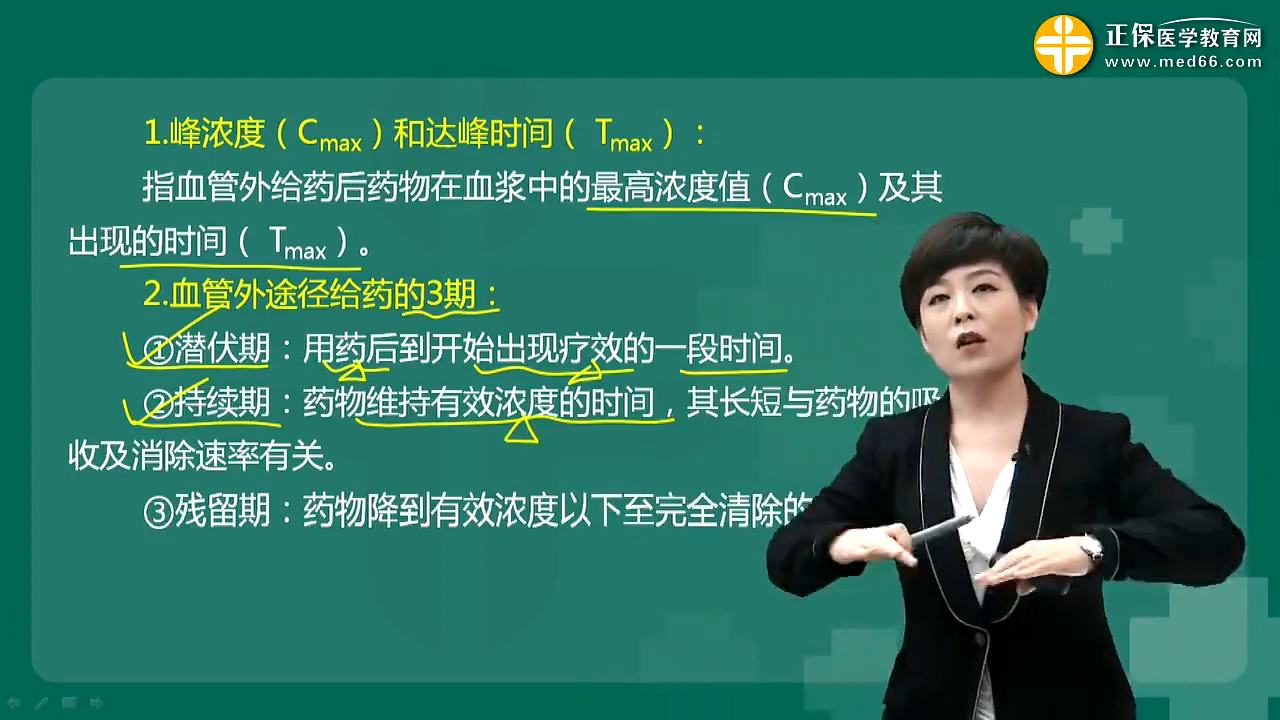 正保医学教育网
www.med66.com
1.峰浓度（Cmax）和达峰时间（ Tmax）：
指血管外给药后药物在血浆中的最高浓度值（Cmax）及其
出现的时间（ Tmax）。
2.血管外途径给药的3期：
①潜伏期：用药后到开始出现疗效的一段时间。
②持续期：药物维持有效浓度的时间，其长短与药物的吸
收及消除速率有关。
③残留期：药物降到有效浓度以下至完全清除的